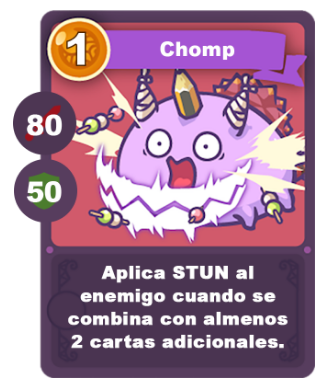 1
Chomp
80
50
Aplica STUN al
enemigo cuando se
combina con almenos
2 cartas adicionales.